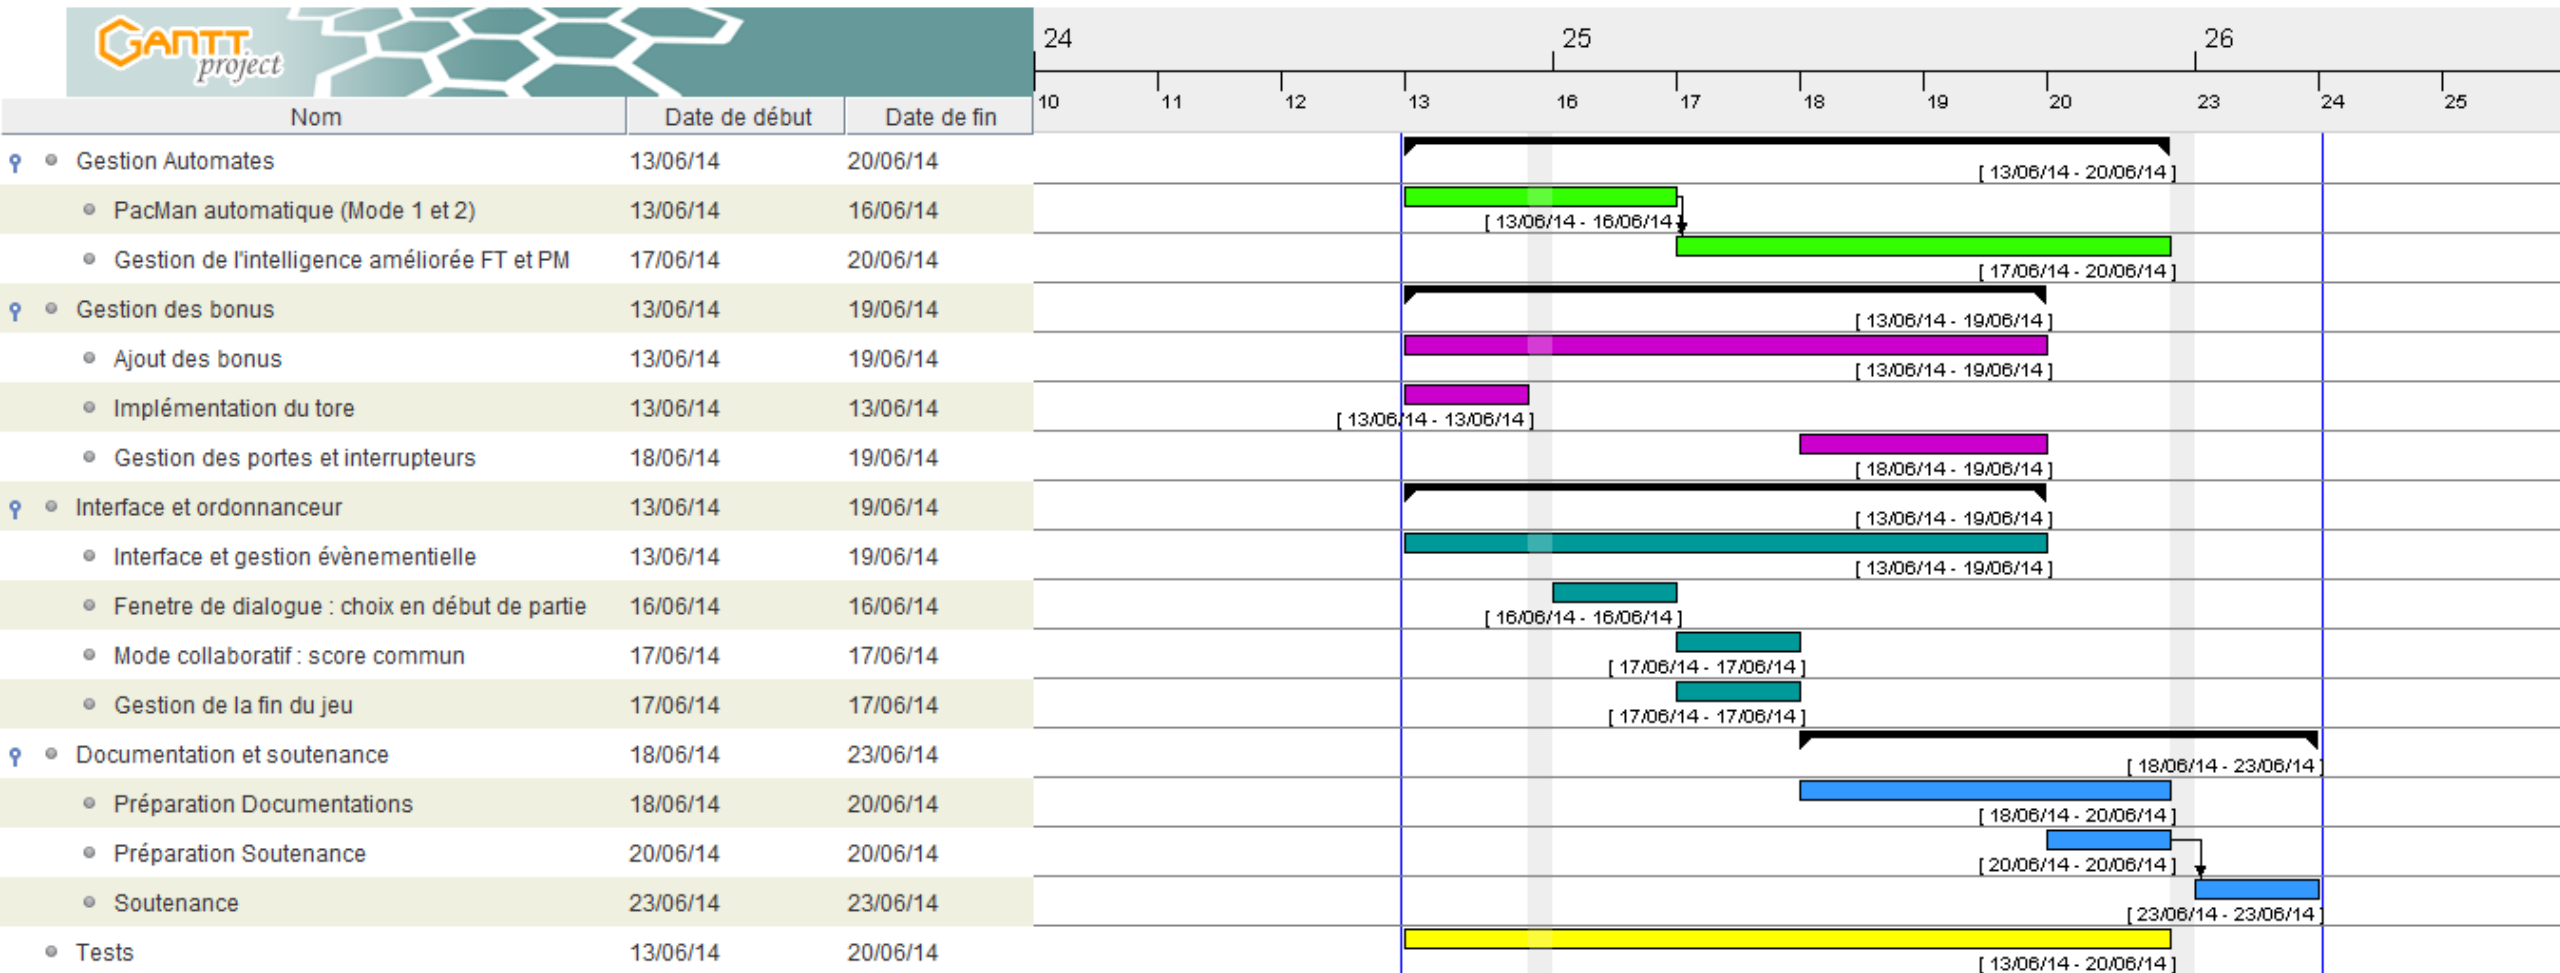 GANTT
project
24 25 26
10 11 12 13 16 17 18 19 20 23 24 25
Nom Date de début Date de fin
Gestion Automates 13/06/14 20/06/14
[ 13/06/14 - 20/06/14 ]
PacMan automatique (Mode 1 et 2) 13/06/14 16/06/14
[ 13/06/14 - 16/06/14 ]
Gestion de l'intelligence améliorée FT et PM 17/06/14 20/06/14
[ 17/06/14 - 20/06/14 ]
Gestion des bonus 13/06/14 19/06/14
[ 13/06/14 - 19/06/14 ]
Ajout des bonus 13/06/14 19/06/14
[ 13/06/14 - 19/06/14 ]
Implémentation du tore 13/06/14 13/06/14
[ 13/06/14 - 13/06/14 ]
Gestion des portes et interrupteurs 18/06/14 19/06/14
[ 18/06/14 - 19/06/14 ]
Interface et ordonnanceur 13/06/14 19/06/14
[ 13/06/14 - 19/06/14 ]
Interface et gestion évènementielle 13/06/14 19/06/14
[ 13/06/14 - 19/06/14 ]
Fenetre de dialogue : choix en début de partie 16/06/14 16/06/14
[ 16/06/14 - 16/06/14 ]
Mode collaboratif : score commun 17/06/14 17/06/14
[ 17/06/14 - 17/06/14 ]
Gestion de la fin du jeu 17/06/14 17/06/14
[ 17/06/14 - 17/06/14 ]
Documentation et soutenance 18/06/14 23/06/14
[ 18/06/14 - 23/06/14 ]
Préparation Documentations 18/06/14 20/06/14
[ 18/06/14 - 20/06/14 ]
Préparation Soutenance 20/06/14 20/06/14
[ 20/06/14 - 20/06/14 ]
Soutenance 23/06/14 23/06/14
[ 23/06/14 - 23/06/14 ]
Tests 13/06/14 20/06/14
[ 13/06/14 - 20/06/14 ]